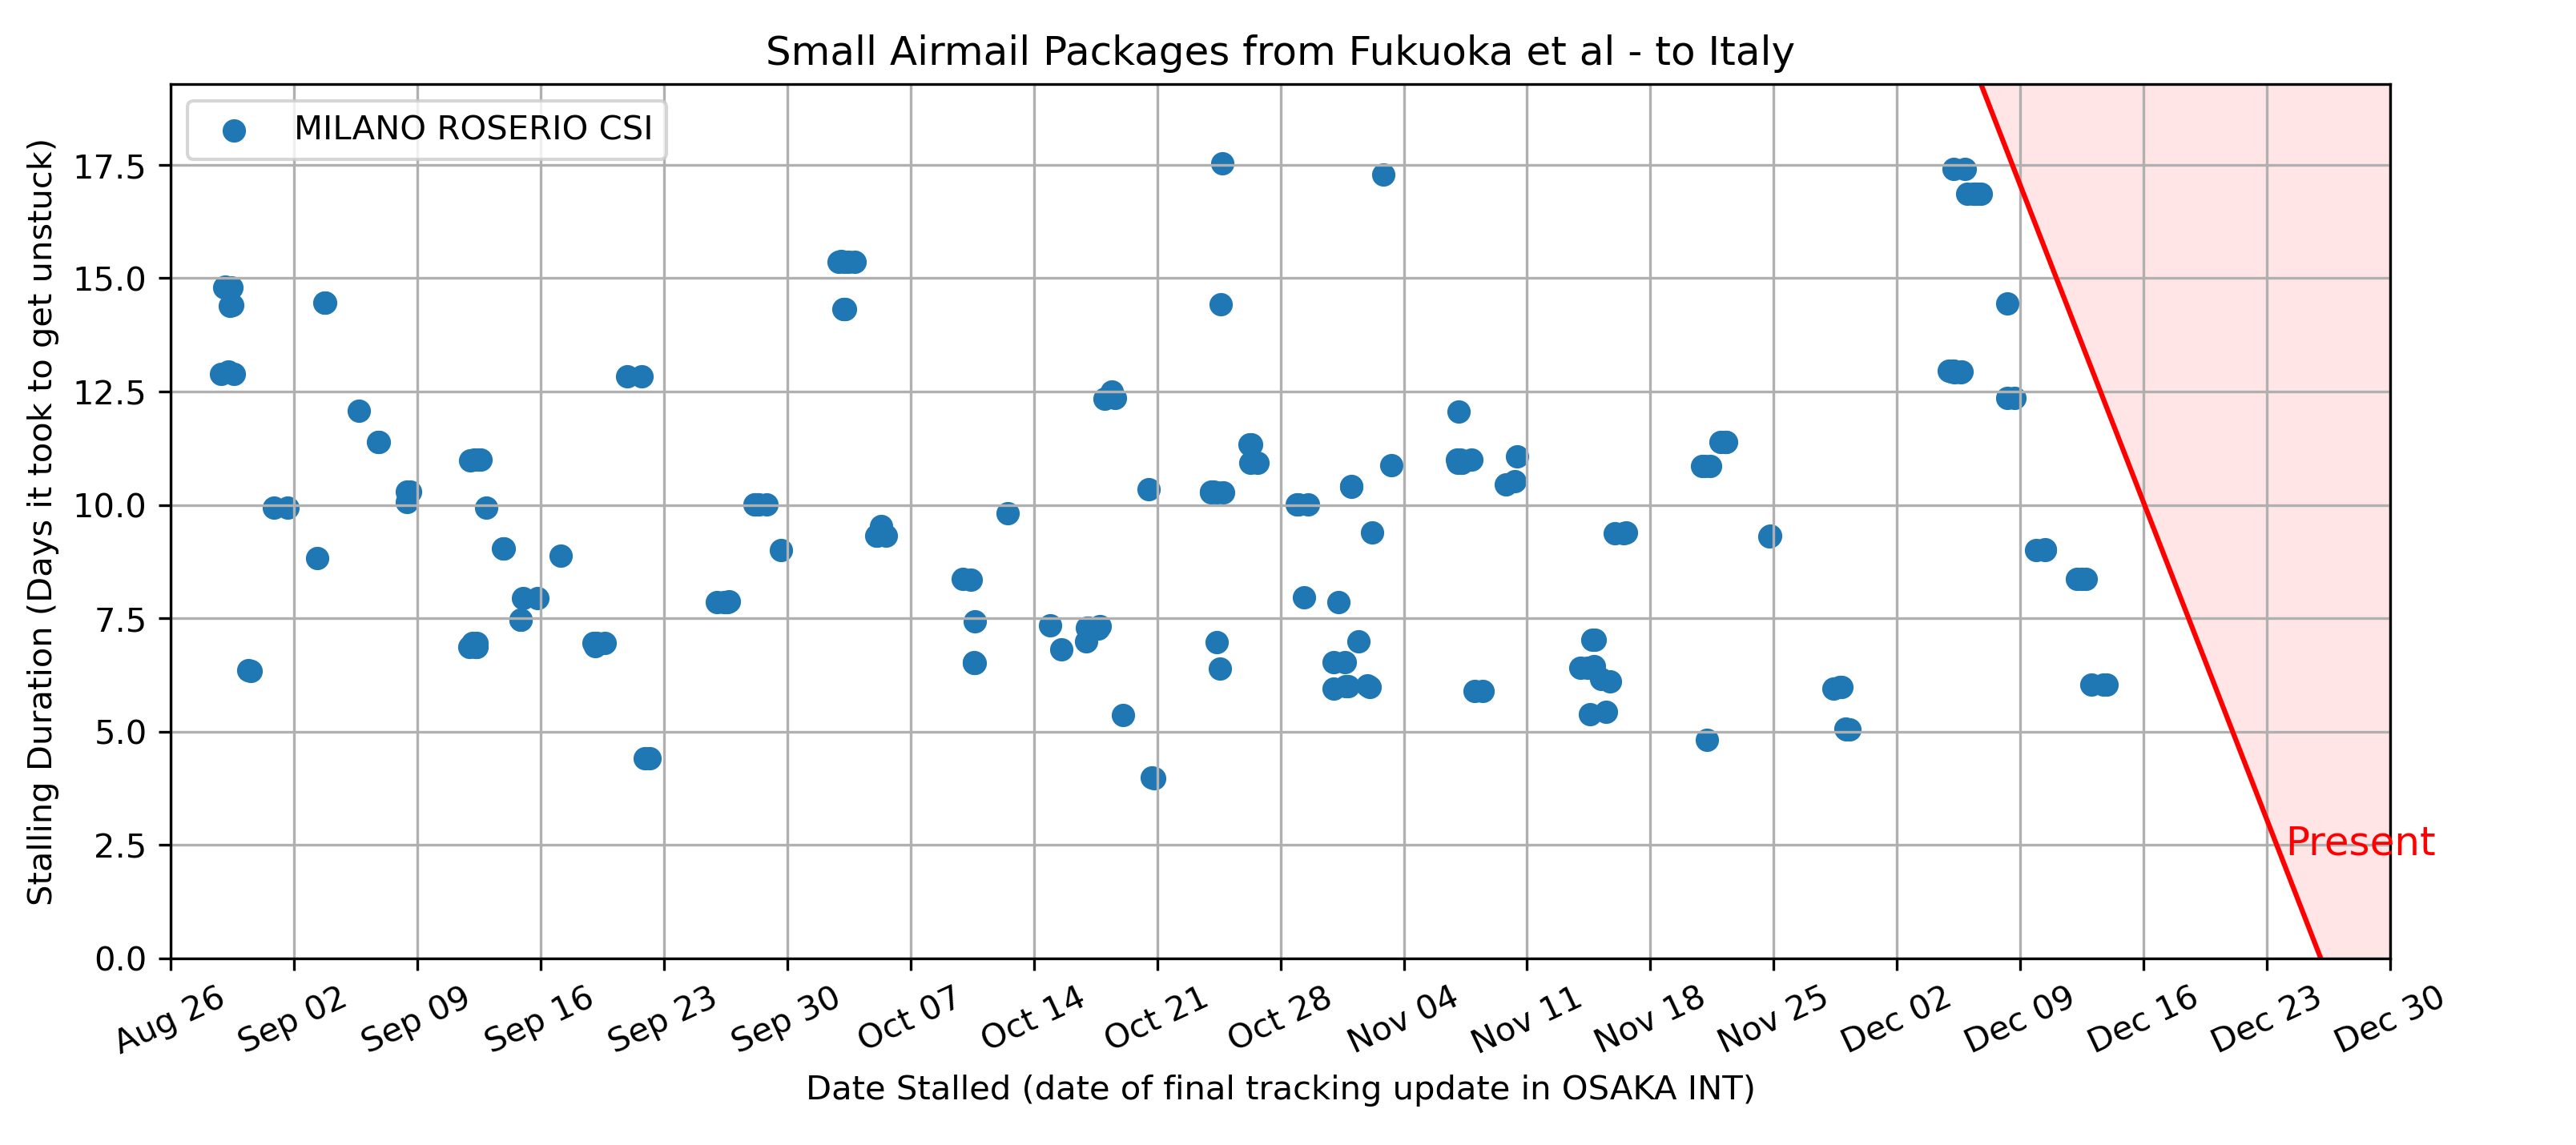 Small Airmail Packages from Fukuoka et al - to Italy
MILANO ROSERIO CSI
Stalling Duration (Days it took to get unstuck)
17.5
15.0
12.5
10.0
7.5
5.0
2.5
0.0
Present
Aug 26
Sep 02
Sep 09
Sep 16
Sep 23
Sep 30
Oct 07
Oct 14
Oct 21
Oct 28
Nov 04
Nov 11
Nov 18
Nov 25
Dec 02
Dec 09
Dec 16
Dec 23
Dec 30
Date Stalled (date of final tracking update in OSAKA INT)